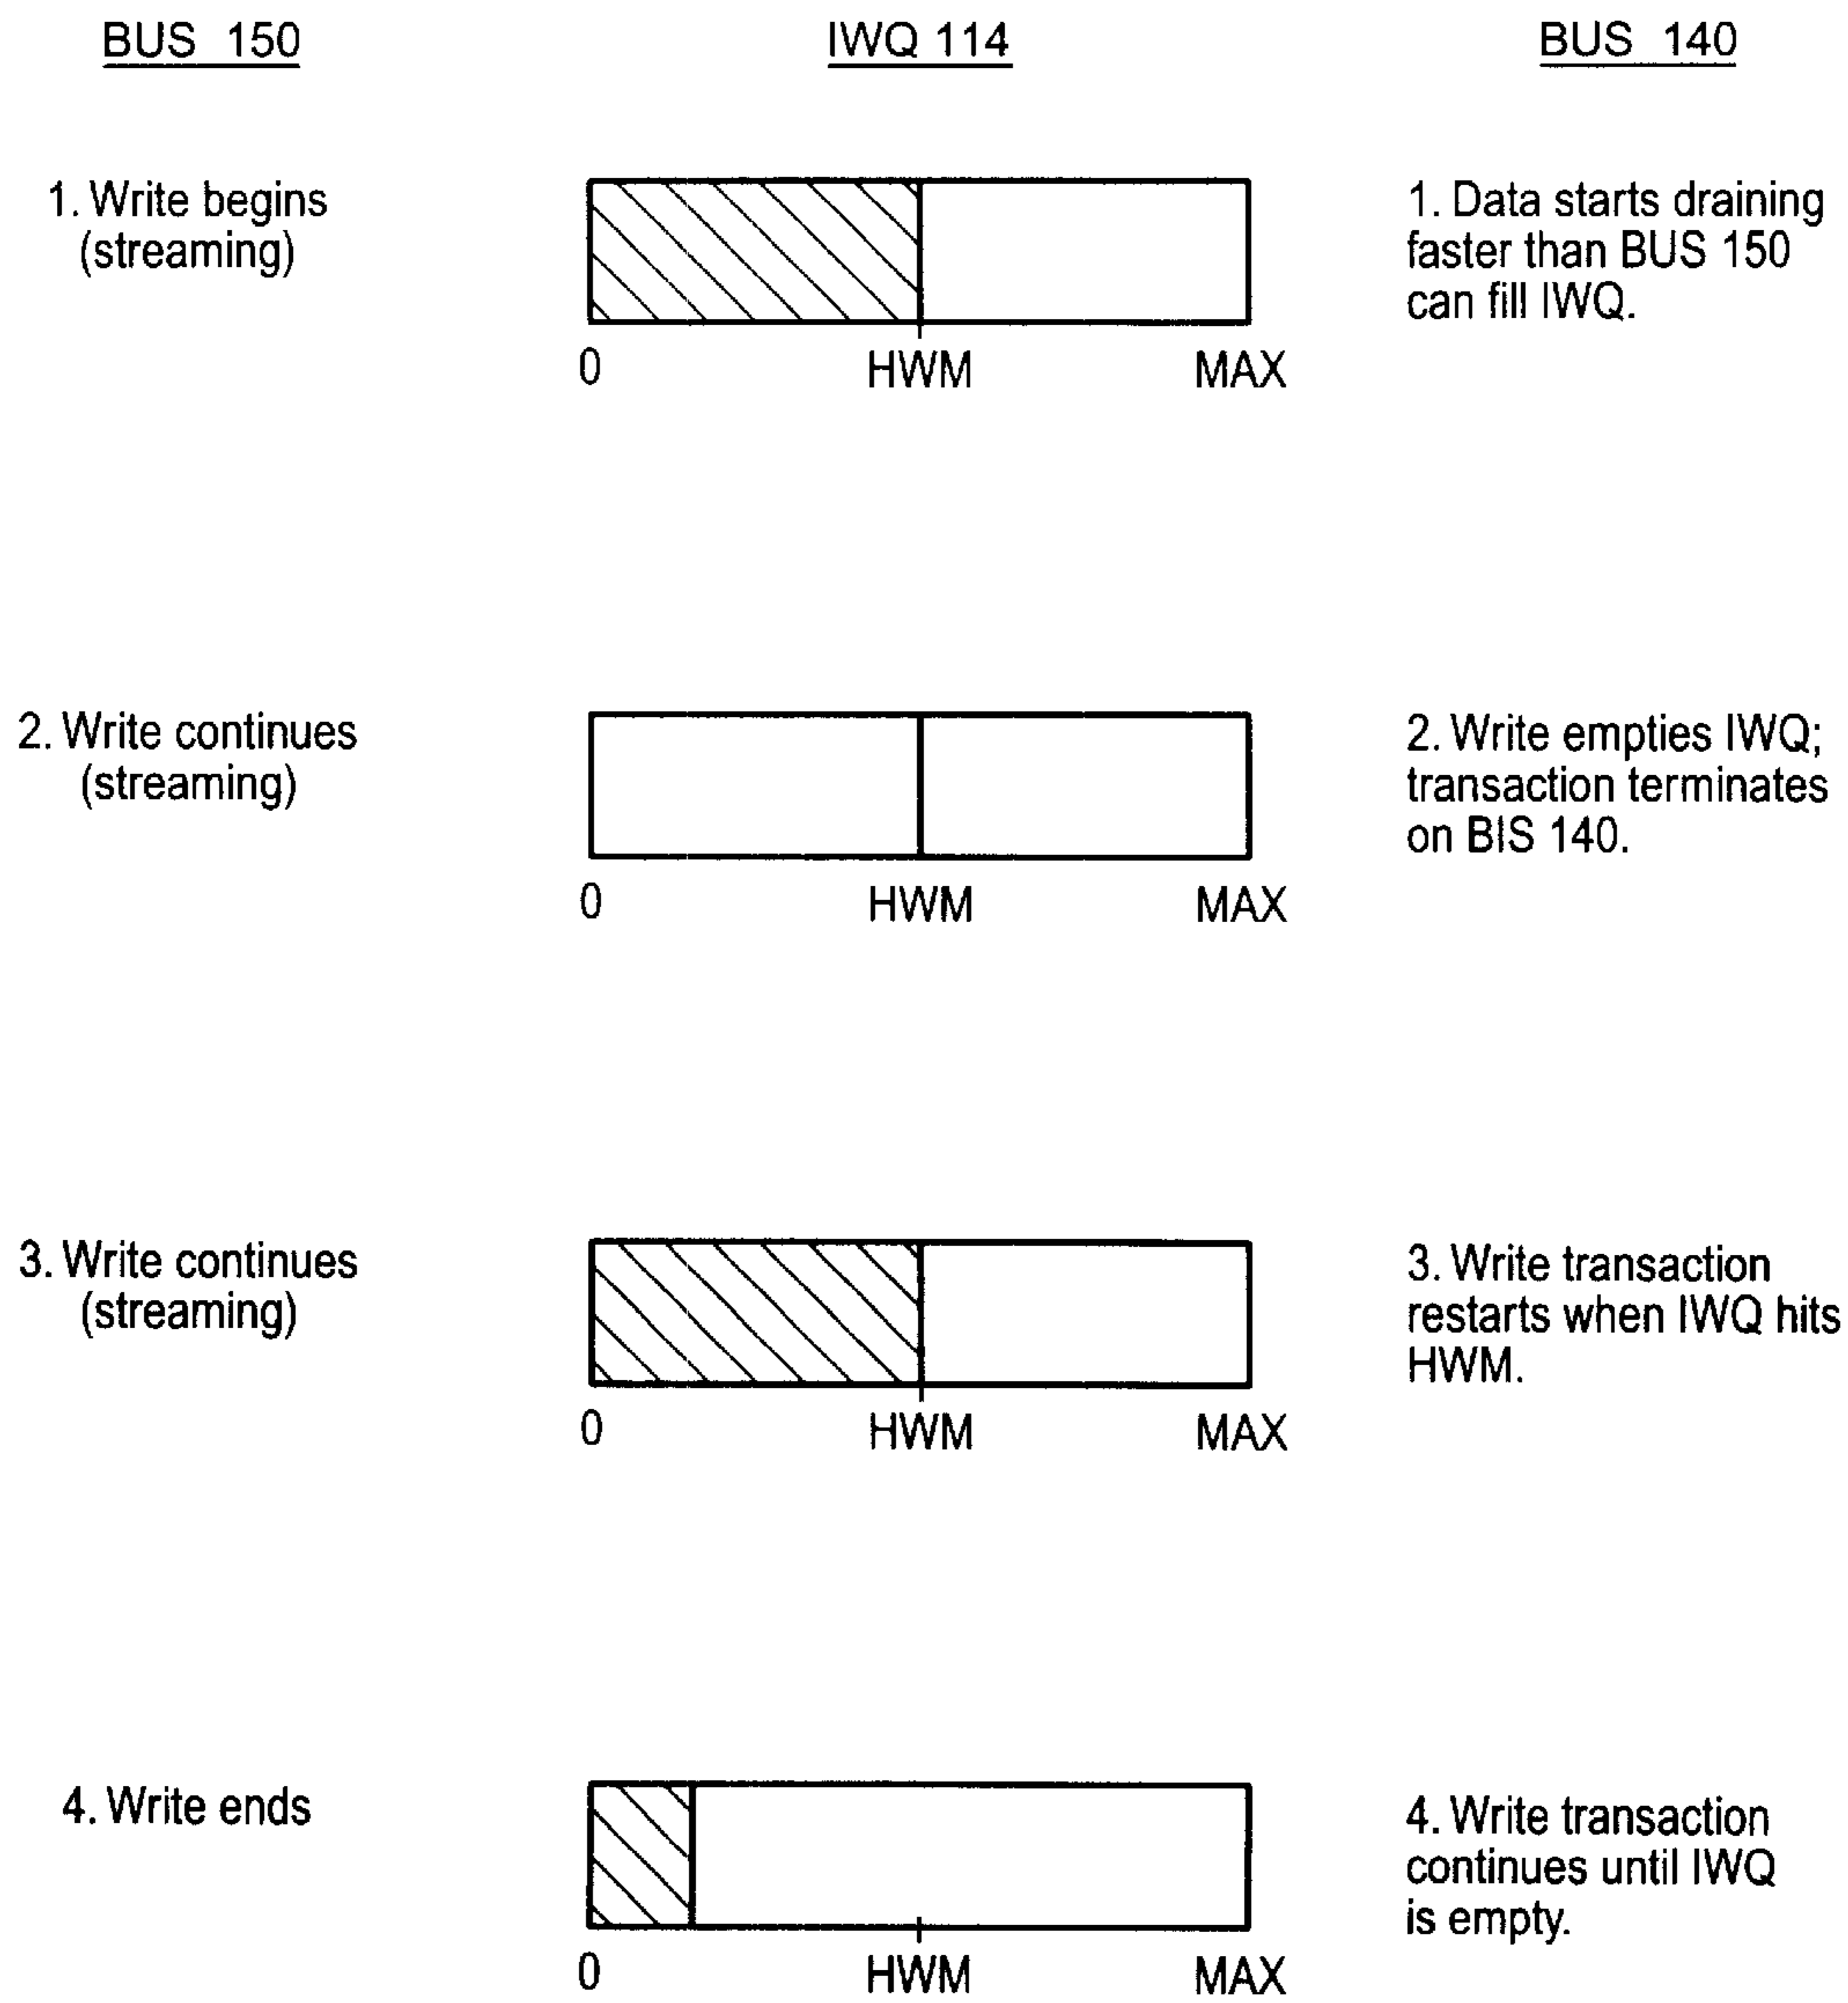 BUS 150
IWQ 114
BUS 140
1. Write begins
(streaming)
0
HWM
MAX
1. Data starts draining
faster than BUS 150
can fill IWQ.
2. Write continues
(streaming)
0
HWM
MAX
2. Write empties IWQ;
transaction terminates
on BIS 140.
3. Write continues
(streaming)
0
HWM
MAX
3. Write transaction
restarts when IWQ hits
HWM.
4. Write ends
0
HWM
MAX
4. Write transaction
continues until IWQ
is empty.